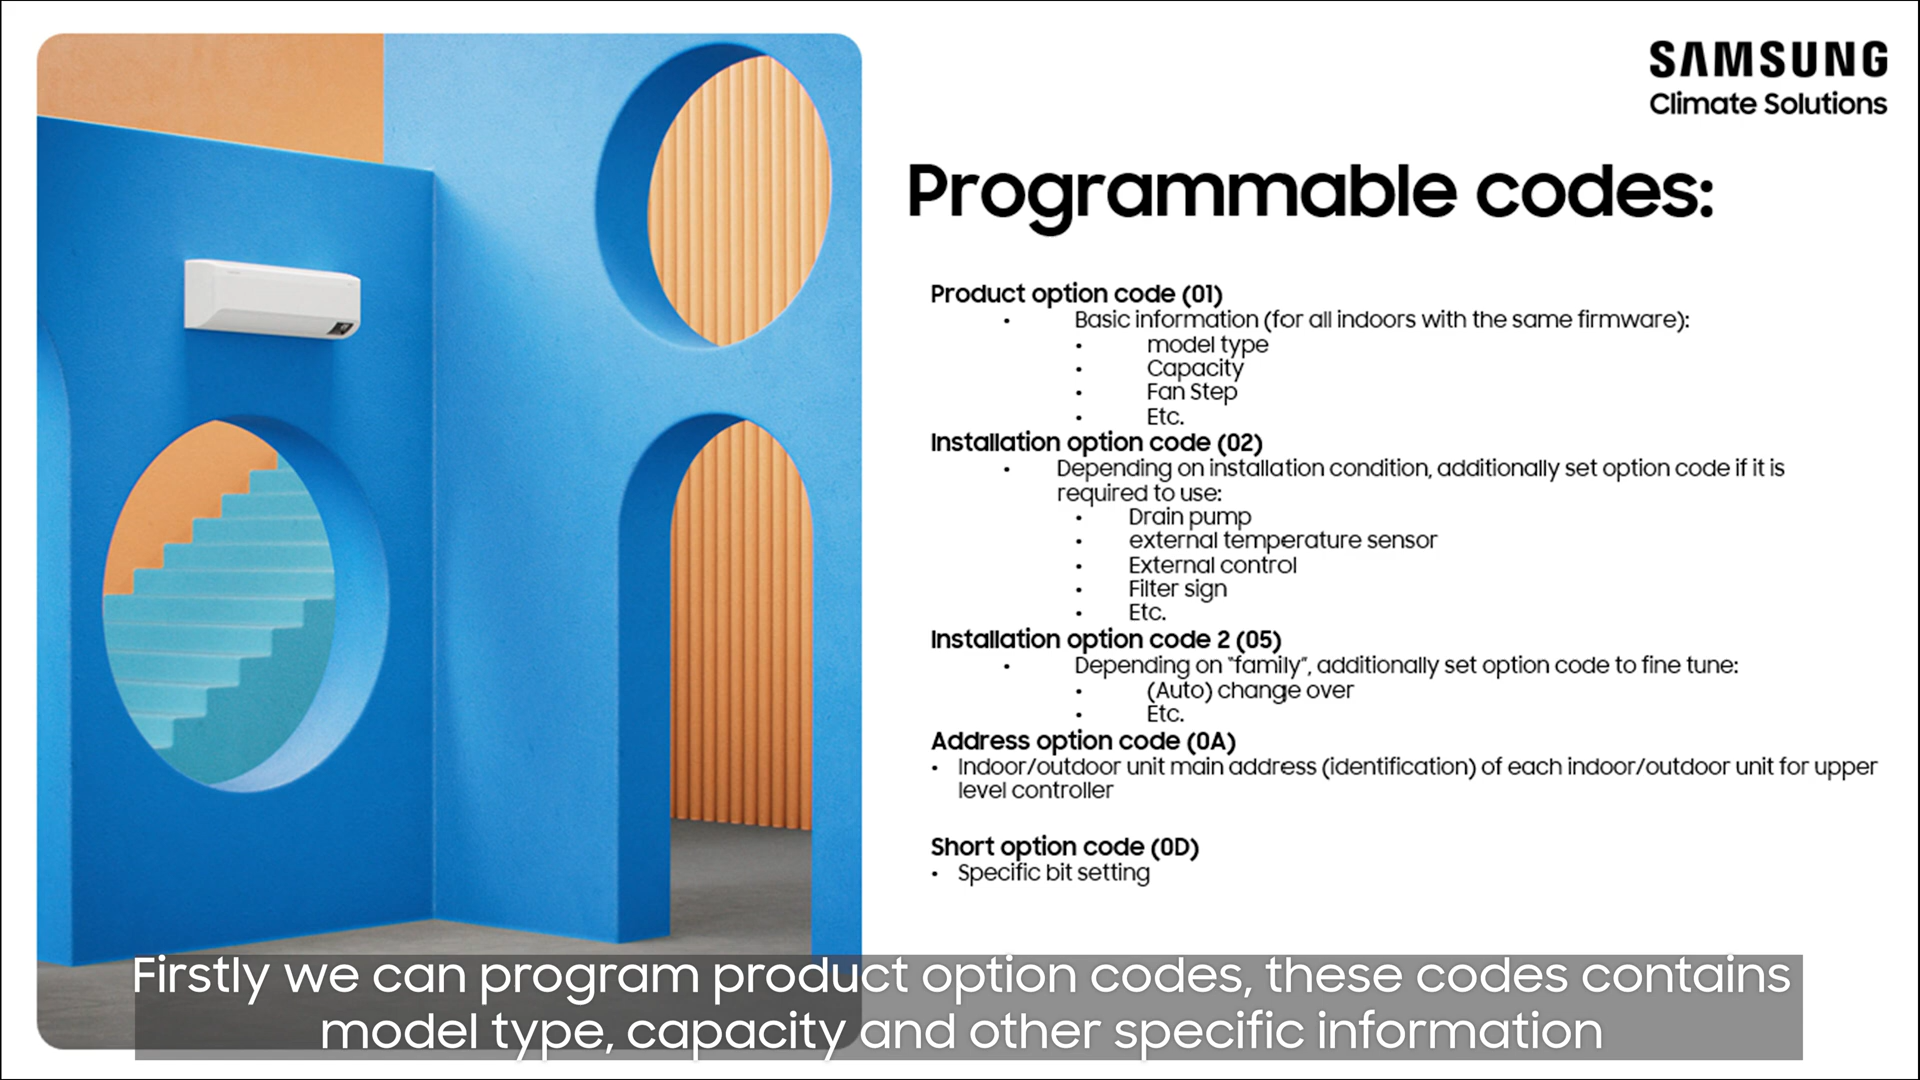 SAMSUNG
Climate Solutions
Programmable codes:
Product option code (01)
• Basic information (for all indoors with the same firmware):
• model type
• Capacity
• Fan Step
• Etc.
Installation option code (02)
• Depending on installation condition, additionally set option code if it is
required to use:
• Drain pump
• external temperature sensor
• External control
• Filter sign
• Etc.
Installation option code 2 (05)
• Depending on "family", additionally set option code to fine tune:
• (Auto) change over
• Etc.
Address option code (0A)
• Indoor/outdoor unit main address (identification) of each indoor/outdoor unit for upper
level controller
Short option code (0D)
• Specific bit setting
Firstly we can program product option codes, these codes contains
model type, capacity and other specific information